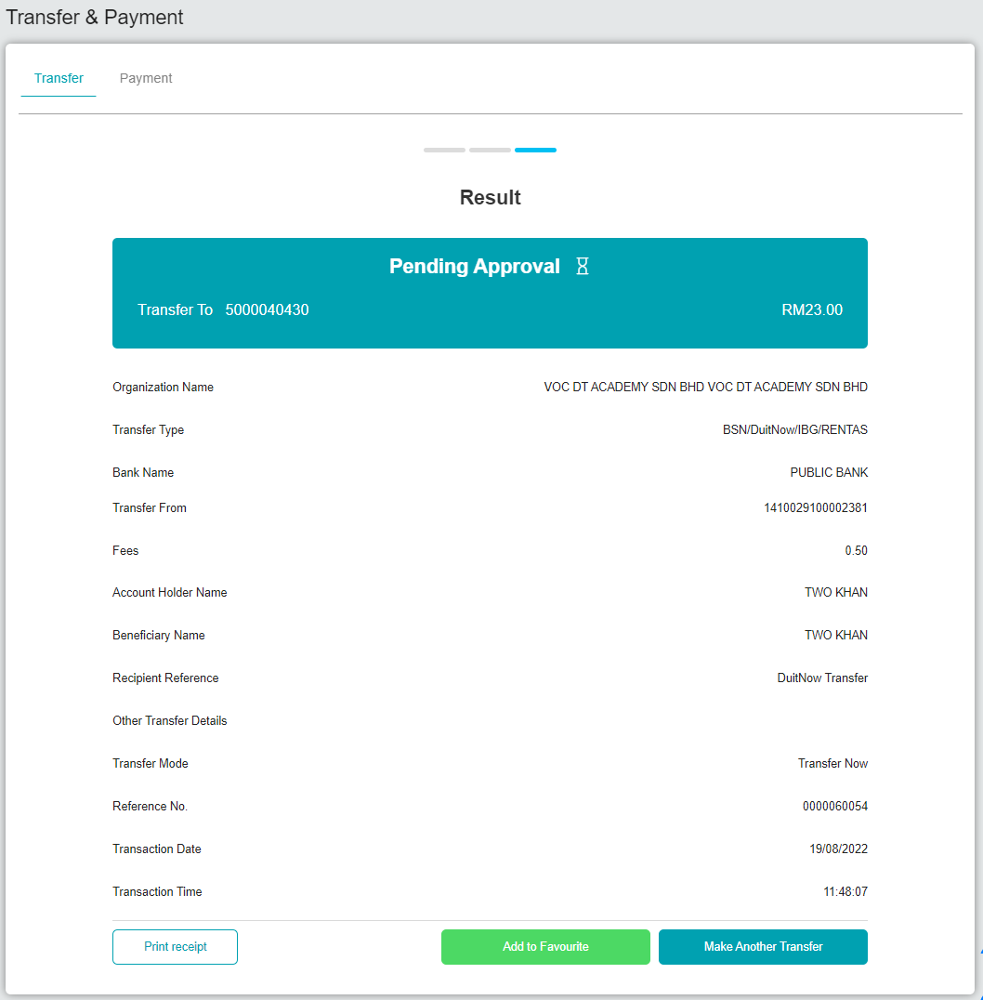 Transfer & Payment
Transfer Payment
Result
Pending Approval
Transfer To 5000040430 RM23.00
Organization Name VOC DT ACADEMY SDN BHD VOC DT ACADEMY SDN BHD
Transfer Type BSN/DuitNow/IBG/RENTAS
Bank Name PUBLIC BANK
Transfer From 1410029100002381
Fees 0.50
Account Holder Name TWO KHAN
Beneficiary Name TWO KHAN
Recipient Reference DuitNow Transfer
Other Transfer Details
Transfer Mode Transfer Now
Reference No. 0000060054
Transaction Date 19/08/2022
Transaction Time 11:48:07
Print receipt Add to Favourite Make Another Transfer